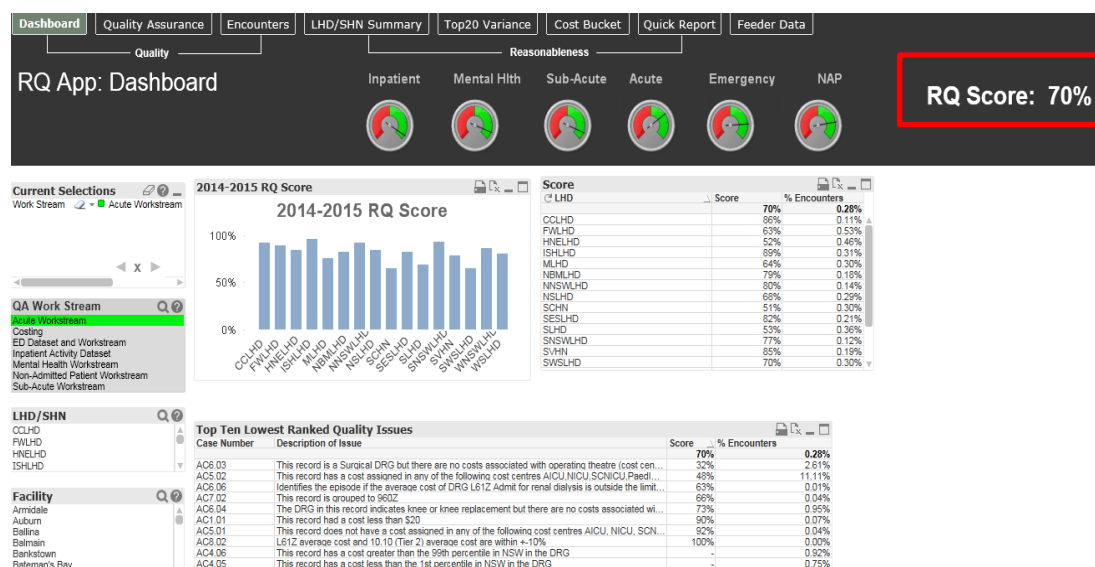 Dashboard Quality Assurance Encounters LHD/SHN Summary Top20 Variance Cost Bucket Quick Report Feeder Data
Quality Reasonableness
RQ App: Dashboard
Inpatient Mental Hlth Sub-Acute Acute Emergency NAP
RQ Score: 70%
Current Selections
Work Stream Acute Workstream
X
QA Work Stream
Acute Workstream
Costing
ED Dataset and Workstream
Inpatient Activity Dataset
Mental Health Workstream
Non-Admitted Patient Workstream
Sub-Acute Workstream
LHD/SHN
CCLHD
FWLHD
HNELHD
ISHLHD
Facility
Armidale
Auburn
Ballina
Balmain
Bankstown
Bateman's Bay
2014-2015 RQ Score
2014-2015 RQ Score
100%
50%
0%
CCLHD FWLHD HNELHD ISHLHD MLHD NBMLHD NNSWLHD NSLHD SCHN SESLHD SLHD SNSWLHD SVHN SWSLHD WNSWLHD WSLHD
Score
LHD Score % Encounters
70% 0.28%
CCLHD 86% 0.11%
FWLHD 63% 0.53%
HNELHD 52% 0.46%
ISHLHD 89% 0.31%
MLHD 64% 0.30%
NBMLHD 79% 0.18%
NNSWLHD 80% 0.14%
NSLHD 68% 0.29%
SCHN 51% 0.30%
SESLHD 82% 0.21%
SLHD 53% 0.36%
SNSWLHD 77% 0.12%
SVHN 85% 0.19%
SWSLHD 70% 0.30%
Top Ten Lowest Ranked Quality Issues
Case Number Description of Issue Score % Encounters
70% 0.28%
AC6.03 This record is a Surgical DRG but there are no costs associated with operating theatre (cost cen... 32% 2.61%
AC5.02 This record has a cost assigned in any of the following cost centres AICU,NICU,SCNICU,PaedI... 48% 11.11%
AC6.06 Identifies the episode if the average cost of DRG L61Z Admit for renal dialysis is outside the limit... 63% 0.01%
AC7.02 This record is grouped to 960Z 66% 0.04%
AC6.04 The DRG in this record indicates knee or knee replacement but there are no costs associated wi... 73% 0.95%
AC1.01 This record had a cost less than $20 90% 0.07%
AC5.01 This record does not have a cost assigned in any of the following cost centres AICU, NICU, SCN... 92% 0.04%
AC8.02 L61Z average cost and 10.10 (Tier 2) average cost are within +-10% 100% 0.00%
AC4.06 This record has a cost greater than the 99th percentile in NSW in the DRG - 0.92%
AC4.05 This record has a cost less than the 1st percentile in NSW in the DRG - 0.75%